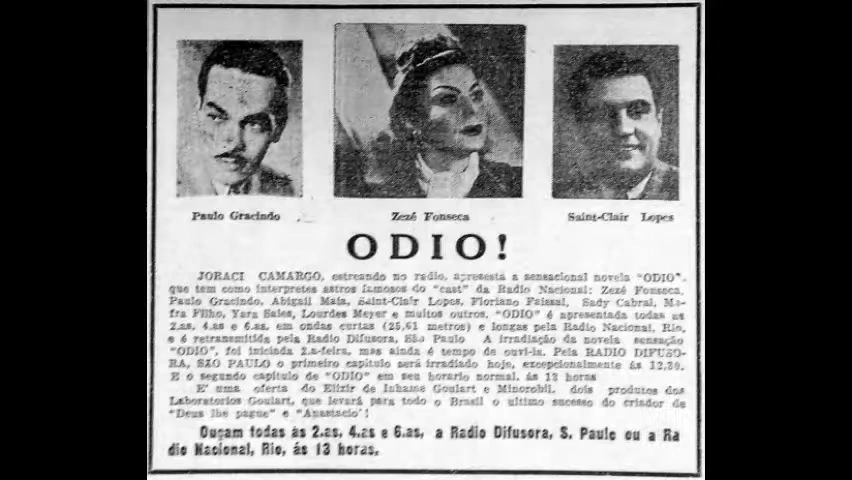 Paulo Gracindo
Zezé Fonseca
Saint-Clair Lopes
ODIO!
JORACI CAMARGO, estreando no radio, apresenta a sensacional novela "ODIO",
que tem como interpretes astros famosos do "cast" da Radio Nacional: Zezé Fonseca,
Paulo Gracindo, Abigail Maia, Saint-Clair Lopes, Floriano Faissal, Sady Cabral, Ma-
fra Filho, Yara Sales, Lourdes Meyer e muitos outros. "ODIO" é apresentada todas as
2.as, 4.as e 6.as, em ondas curtas (25,61 metros) e longas pela Radio Nacional, Rio,
e é retransmitida pela Radio Difusora, São Paulo A irradiação da novela sensação
"ODIO", foi iniciada 2.a-feira, mas ainda é tempo de ouvi-la. Pela RADIO DIFUSO-
RA, SÃO PAULO o primeiro capitulo será irradiado hoje, excepcionalmente ás 12,30.
E o segundo capitulo de "ODIO" em seu horario normal, ás 13 horas
E' uma oferta do Elixir de Inhame Goulart e Minorobil, dois produtos dos
Laboratorios Goulart, que levará para todo o Brasil o ultimo sucesso do criador de
"Deus lhe pague" e "Anastacio"!
Ouçam todas ás 2.as, 4.as e 6.as, a Radio Difusora, S. Paulo ou a Ra
dio Nacional, Rio, ás 13 horas.